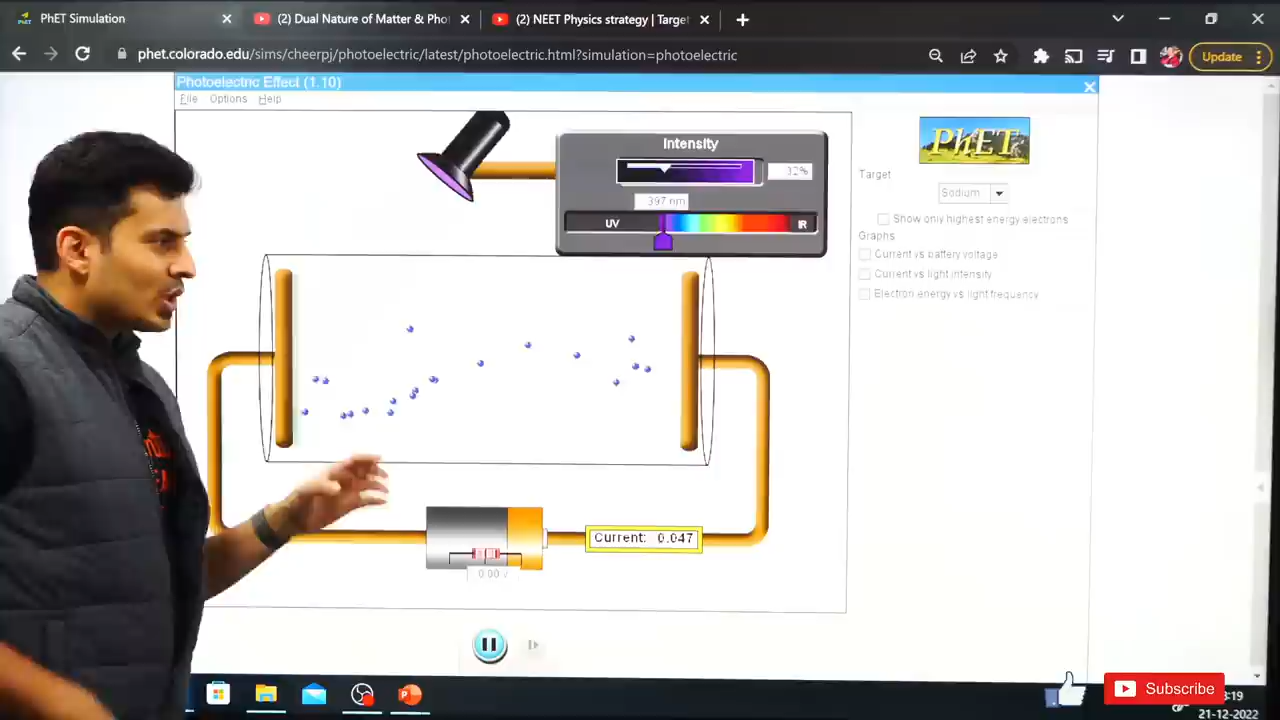 PhET Simulation
(2) Dual Nature of Matter & Pho
(2) NEET Physics strategy | Target
phet.colorado.edu/sims/cheerpj/photoelectric/latest/photoelectric.html?simulation=photoelectric
Update
Photoelectric Effect (1.10)
File Options Help
PhET
Intensity
32%
397 nm
UV
IR
Target
Sodium
Show only highest energy electrons
Graphs
Current vs battery voltage
Current vs light intensity
Electron energy vs light frequency
Current: 0.047
0.00 V
Subscribe
:19
21-12-2022